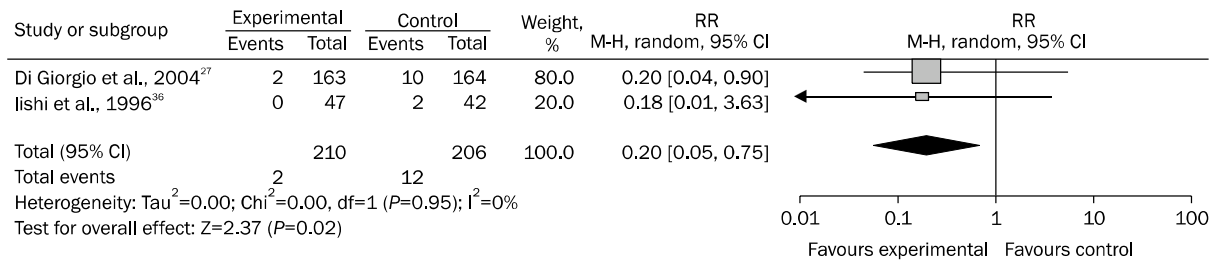 Study or subgroup Experimental Control Weight, % RR RR
Events Total Events Total M-H, random, 95% CI M-H, random, 95% CI
Di Giorgio et al., 2004²⁷ 2 163 10 164 80.0 0.20 [0.04, 0.90]
Iishi et al., 1996³⁶ 0 47 2 42 20.0 0.18 [0.01, 3.63]
Total (95% CI) 210 206 100.0 0.20 [0.05, 0.75]
Total events 2 12
Heterogeneity: Tau²=0.00; Chi²=0.00, df=1 (P=0.95); I²=0%
Test for overall effect: Z=2.37 (P=0.02)
0.01 0.1 1 10 100
Favours experimental Favours control